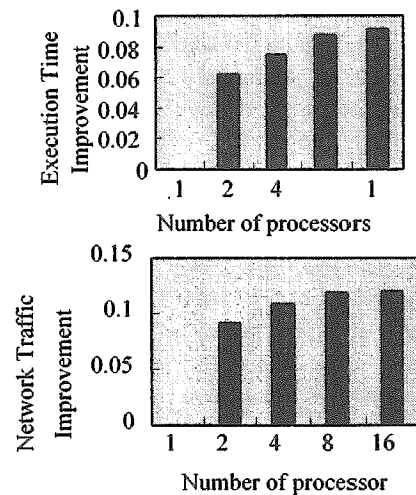 Execution Time
Improvement
0.1
0.08
0.06
0.04
0.02
0
1 2 4 1
Number of processors
Network Traffic
Improvement
0.15
0.1
0.05
0
1 2 4 8 16
Number of processor